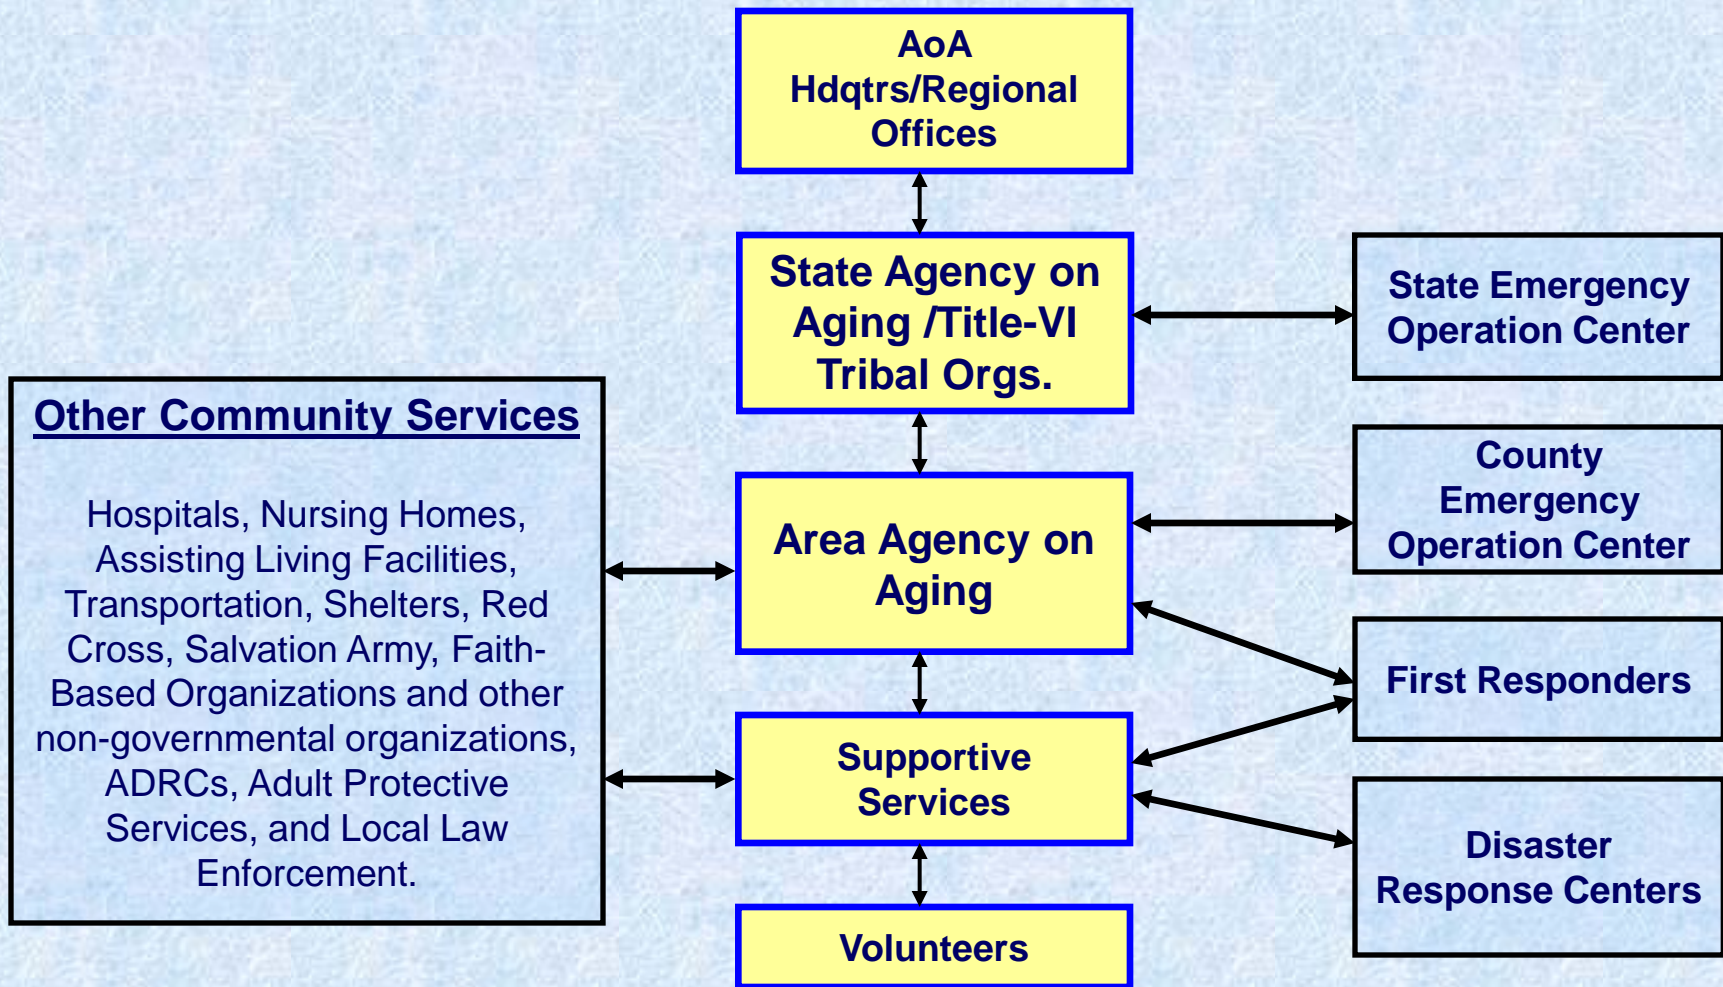 AoA
Hdqtrs/Regional
Offices
State Agency on
Aging /Title-VI
Tribal Orgs.
State Emergency
Operation Center
Other Community Services
Hospitals, Nursing Homes,
Assisting Living Facilities,
Transportation, Shelters, Red
Cross, Salvation Army, Faith-
Based Organizations and other
non-governmental organizations,
ADRCs, Adult Protective
Services, and Local Law
Enforcement.
Area Agency on
Aging
County
Emergency
Operation Center
First Responders
Supportive
Services
Disaster
Response Centers
Volunteers